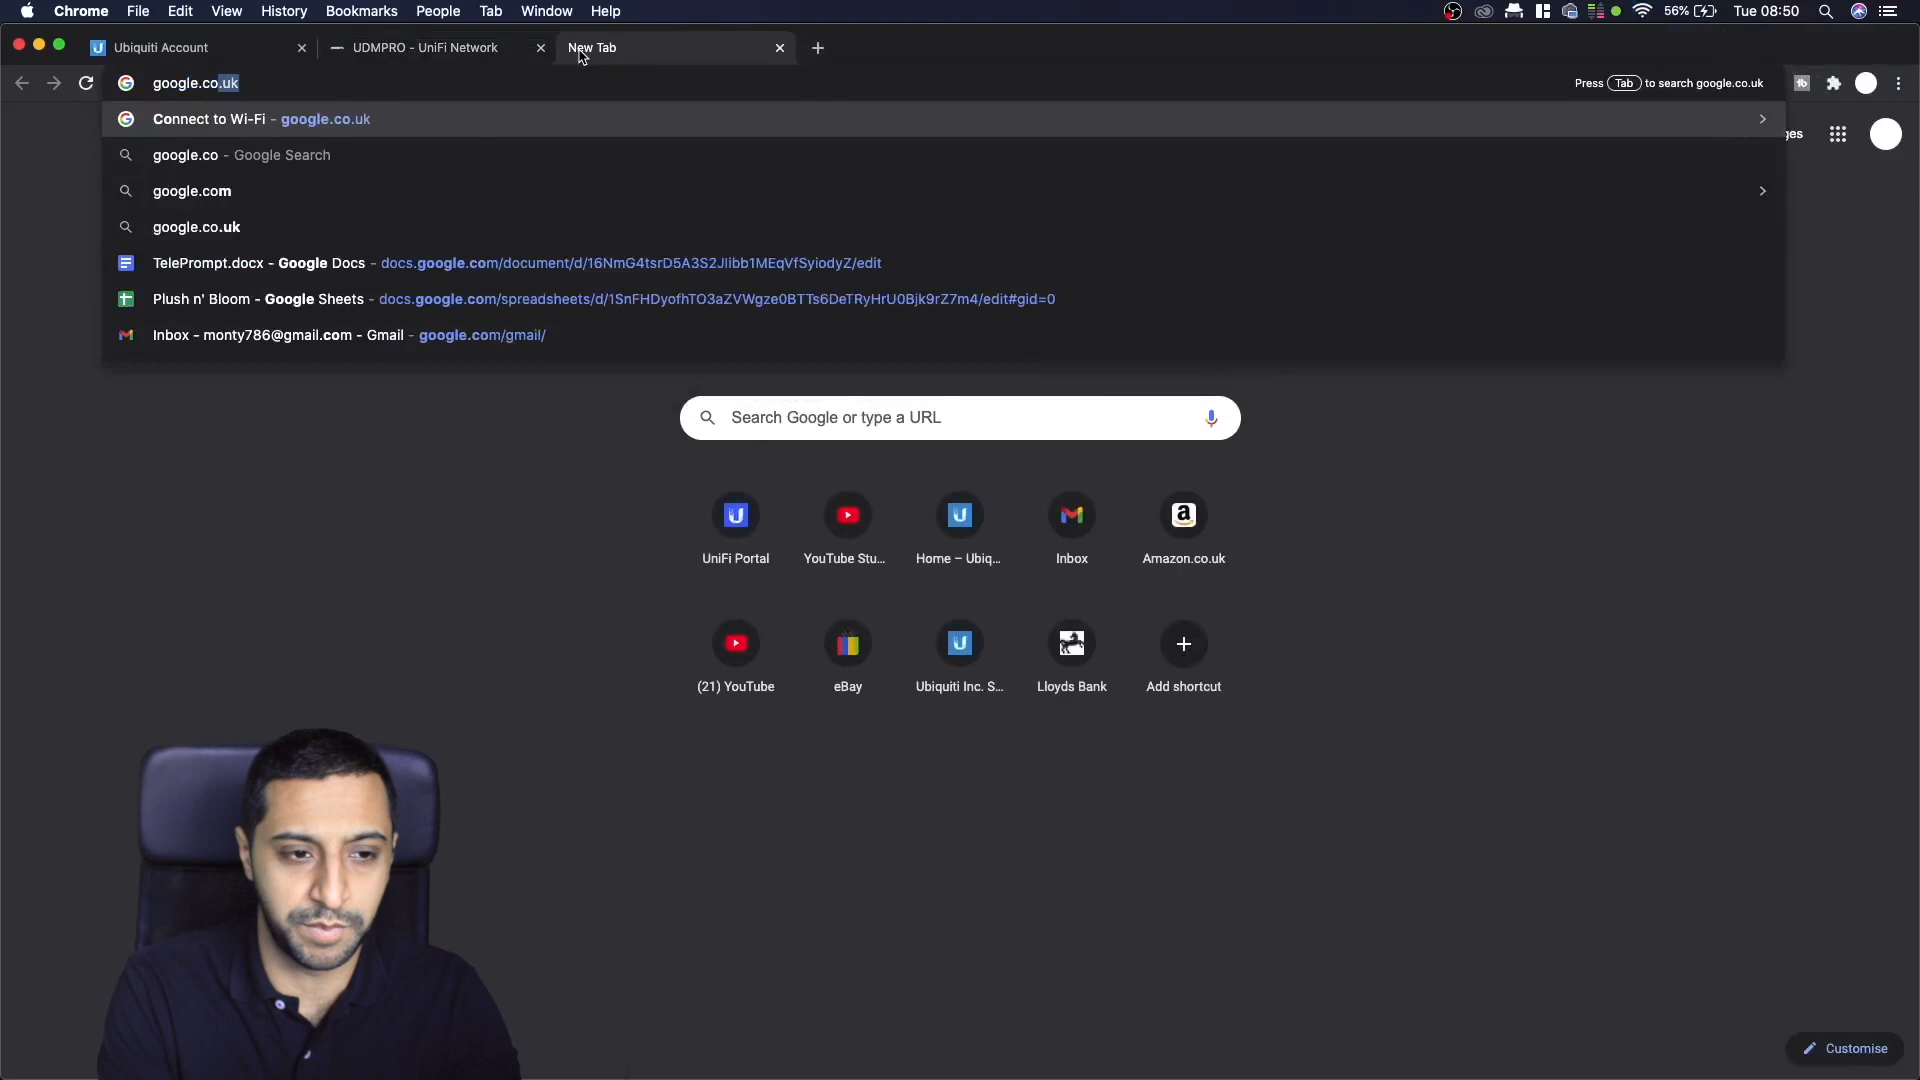 Chrome File Edit View History Bookmarks People Tab Window Help 56% Tue 08:50
Ubiquiti Account UDMPRO - UniFi Network New Tab
google.co.uk Press Tab to search google.co.uk
Connect to Wi-Fi - google.co.uk
google.co - Google Search
google.com
google.co.uk
TelePrompt.docx - Google Docs - docs.google.com/document/d/16NmG4tsrD5A3S2Jlibb1MEqVfSyiodyZ/edit
Plush n' Bloom - Google Sheets - docs.google.com/spreadsheets/d/1SnFHDyofhTO3aZVWgze0BTTs6DeTRyHrU0Bjk9rZ7m4/edit#gid=0
Inbox - monty786@gmail.com - Gmail - google.com/gmail/
Search Google or type a URL
UniFi Portal YouTube Stu... Home – Ubiq... Inbox Amazon.co.uk
(21) YouTube eBay Ubiquiti Inc. S... Lloyds Bank Add shortcut
Customise